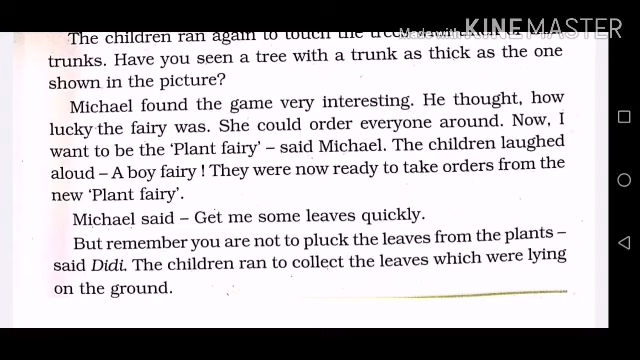 The children ran again to touch the
Made with KINEMASTER
trunks. Have you seen a tree with a trunk as thick as the one
shown in the picture?
Michael found the game very interesting. He thought, how
lucky the fairy was. She could order everyone around. Now, I
want to be the ‘Plant fairy’ – said Michael. The children laughed
aloud – A boy fairy ! They were now ready to take orders from the
new ‘Plant fairy’.
Michael said – Get me some leaves quickly.
But remember you are not to pluck the leaves from the plants –
said Didi. The children ran to collect the leaves which were lying
on the ground.